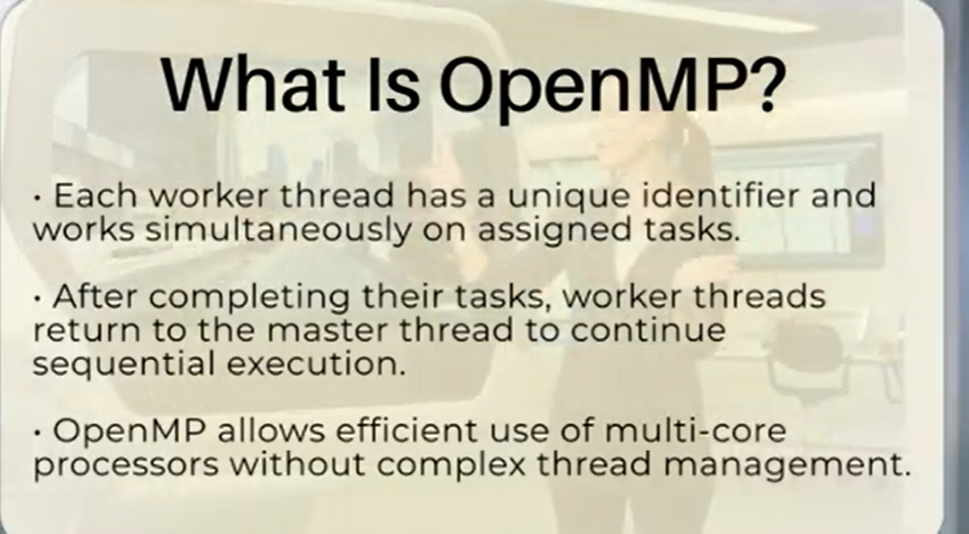 What Is OpenMP?
· Each worker thread has a unique identifier and
works simultaneously on assigned tasks.
· After completing their tasks, worker threads
return to the master thread to continue
sequential execution.
· OpenMP allows efficient use of multi-core
processors without complex thread management.